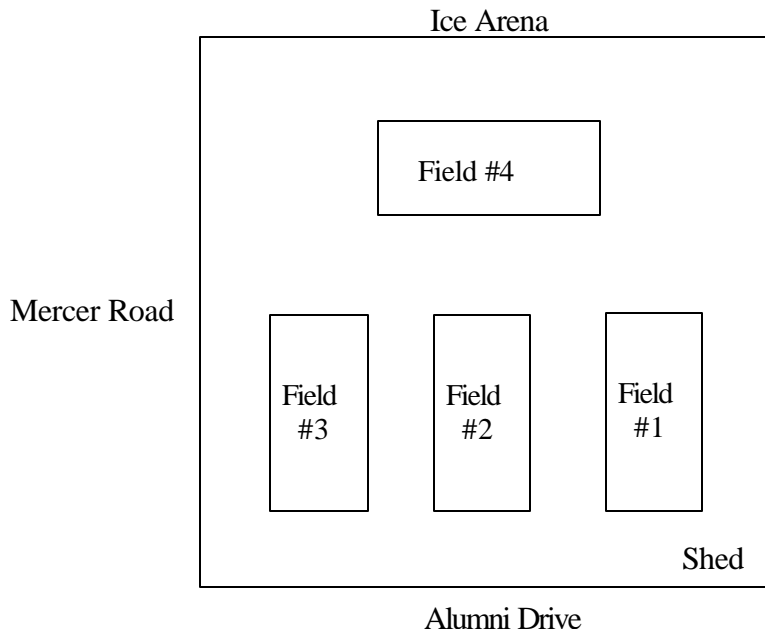 Ice Arena
Field #4
Mercer Road
Field
#3
Field
#2
Field
#1
Shed
Alumni Drive